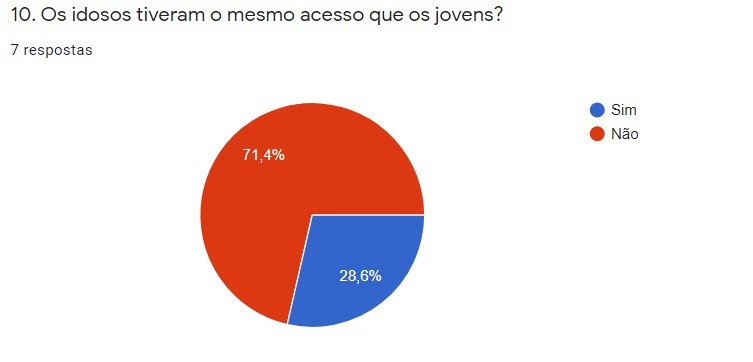 10. Os idosos tiveram o mesmo acesso que os jovens?
7 respostas
Sim
Não
71,4%
28,6%